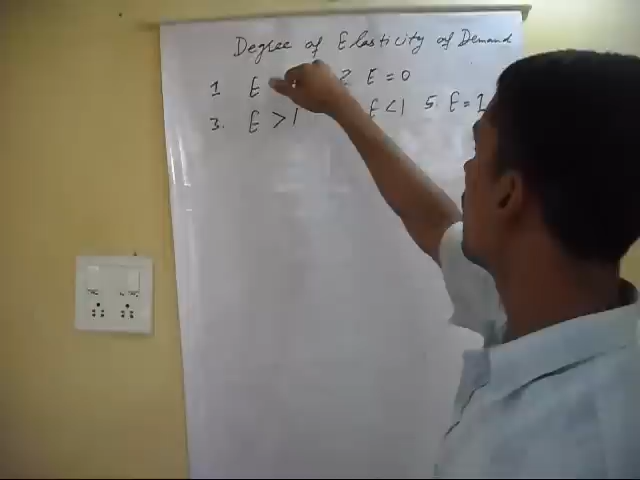 Degree of Elasticity of Demand
1 E 2 E = 0
3. E > 1 E < 1 5. E = 1